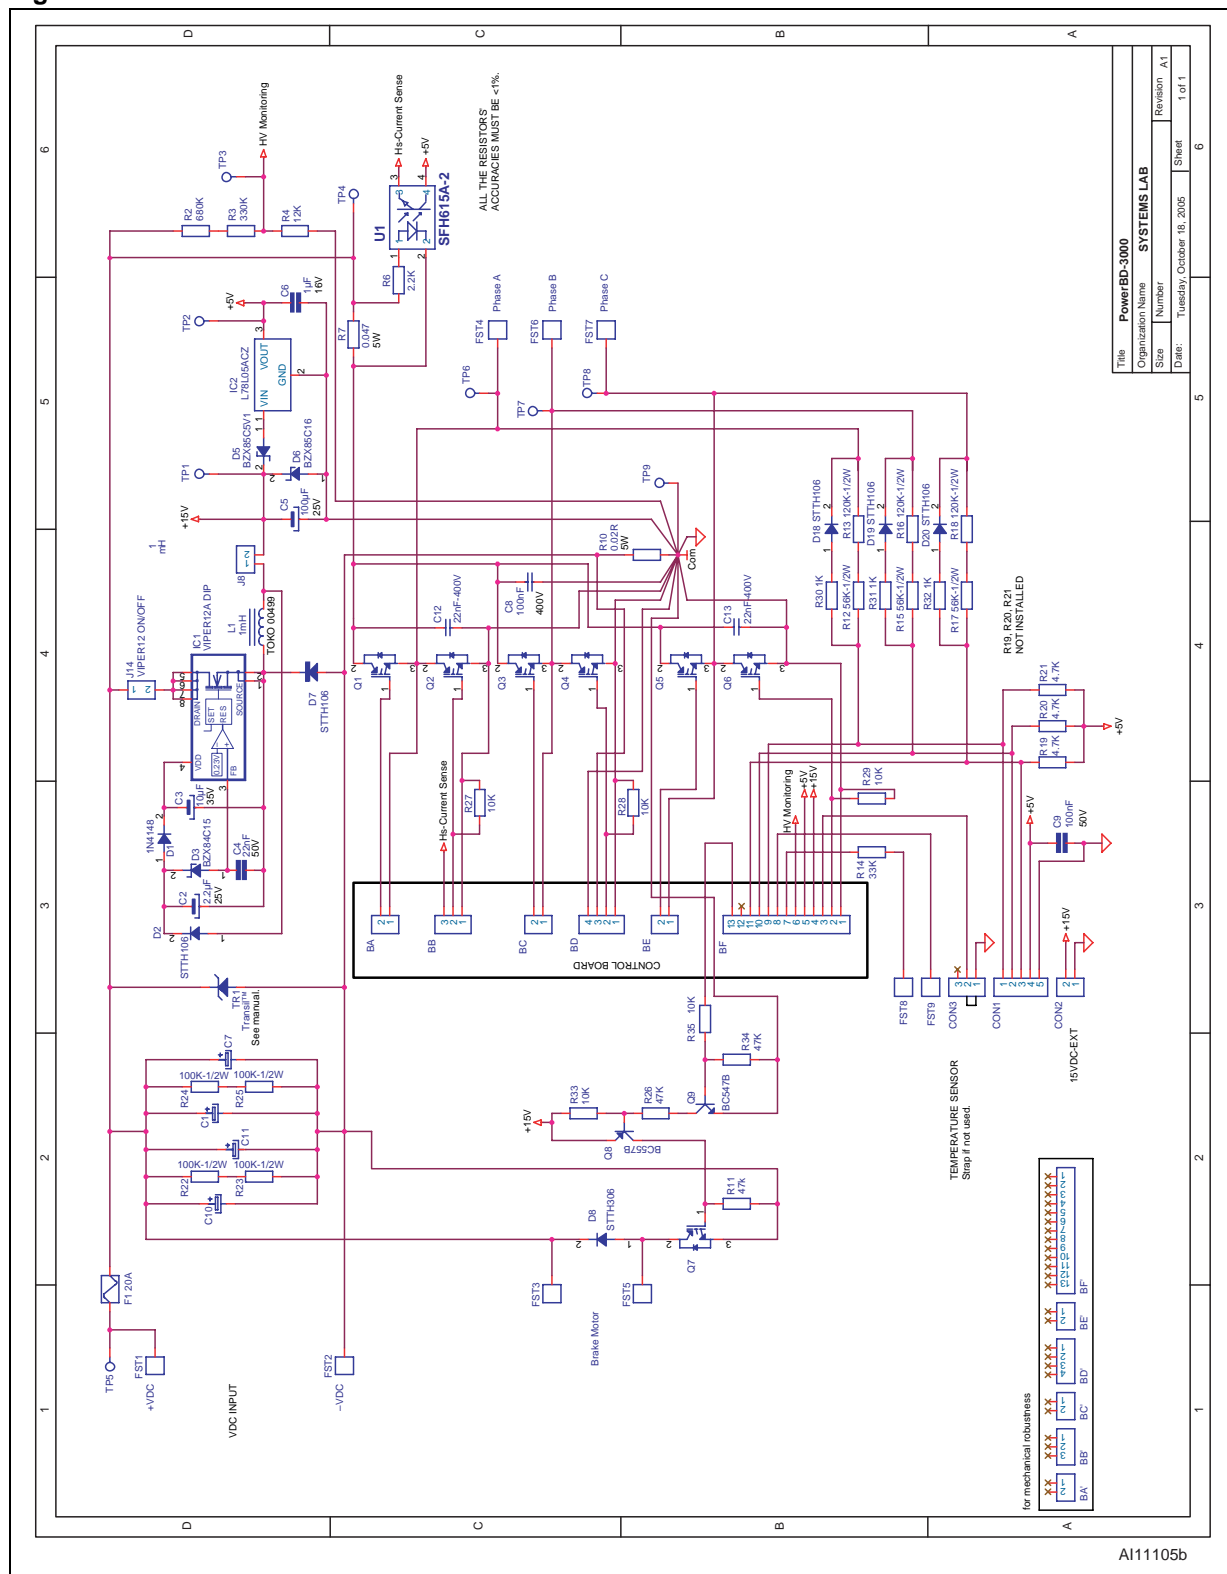 D
C
B
A
6
5
4
3
2
1
HV Monitoring
TP3
R2
680K
R3
330K
R4
12K
TP4
Hs-Current Sense
+5V
U1
SFH615A-2
3
4
1
2
R6
2.2K
R7
0.047
5W
ALL THE RESISTORS'
ACCURACIES MUST BE <1%.
Title
PowerBD-3000
Organization Name
SYSTEMS LAB
Size
Number
Revision
A1
Date:
Tuesday, October 18, 2005
Sheet
1 of 1
+5V
C6
1µF
16V
TP2
IC2
L78L05ACZ
VIN
VOUT
GND
D5
BZX85C5V1
D6
BZX85C16
TP1
+15V
C5
100µF
25V
1
mH
J8
L1
1mH
TOKO 00499
J14
VIPER12 ON/OFF
IC1
VIPER12A DIP
DRAIN
SET
RES
SOURCE
VDD
FB
0.23V
D7
STTH106
C3
10µF
35V
1N4148
D1
D3
BZX84C15
C4
22nF
50V
C2
2.2µF
25V
D2
STTH106
TR1
Transil™
See manual.
C7
100K-1/2W
100K-1/2W
R24
R25
C1
C11
100K-1/2W
100K-1/2W
R22
R23
C10
F1 20A
TP5
FST1
+VDC
VDC INPUT
FST2
–VDC
FST4
Phase A
FST6
Phase B
FST7
Phase C
TP6
TP7
TP8
TP9
R10
0.02R
5W
Com
C12
22nF-400V
C8
100nF
400V
C13
22nF-400V
Q1
Q2
Q3
Q4
Q5
Q6
D18 STTH106
R13 120K-1/2W
D19 STTH106
R16 120K-1/2W
D20 STTH106
R18 120K-1/2W
R30 1K
R12 56K-1/2W
R31 1K
R15 56K-1/2W
R32 1K
R17 56K-1/2W
R19, R20, R21
NOT INSTALLED
R21
4.7K
R20
4.7K
R19
4.7K
+5V
Hs-Current Sense
R27
10K
R28
10K
HV Monitoring
+5V
+15V
R29
10K
R14
33K
+5V
C9
100nF
50V
+15V
BA
BB
BC
BD
BE
BF
CONTROL BOARD
FST8
FST9
CON3
CON1
CON2
15VDC-EXT
TEMPERATURE SENSOR
Strap if not used.
R35
10K
R34
47K
Q9
BC547B
R33
10K
R26
47K
+15V
Q8
BC557B
R11
47k
D8
STTH306
Q7
FST3
FST5
Brake Motor
for mechanical robustness
BA'
BB'
BC'
BD'
BE'
BF'
AI11105b